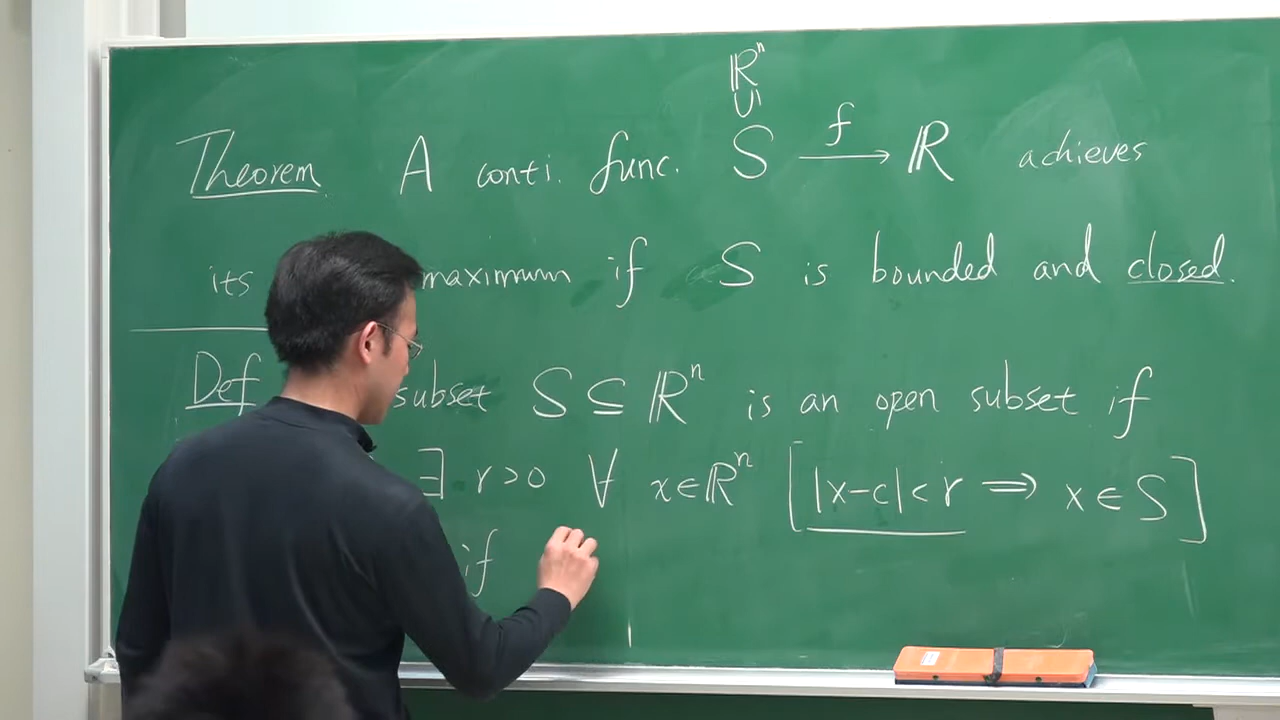 ℝⁿ
∪|
Theorem A conti. func. S —f→ ℝ achieves
its maximum if S is bounded and closed.
Def subset S ⊆ ℝⁿ is an open subset if
∃ r>0 ∀ x∈ℝⁿ [|x-c|<r ⟹ x∈S]
if